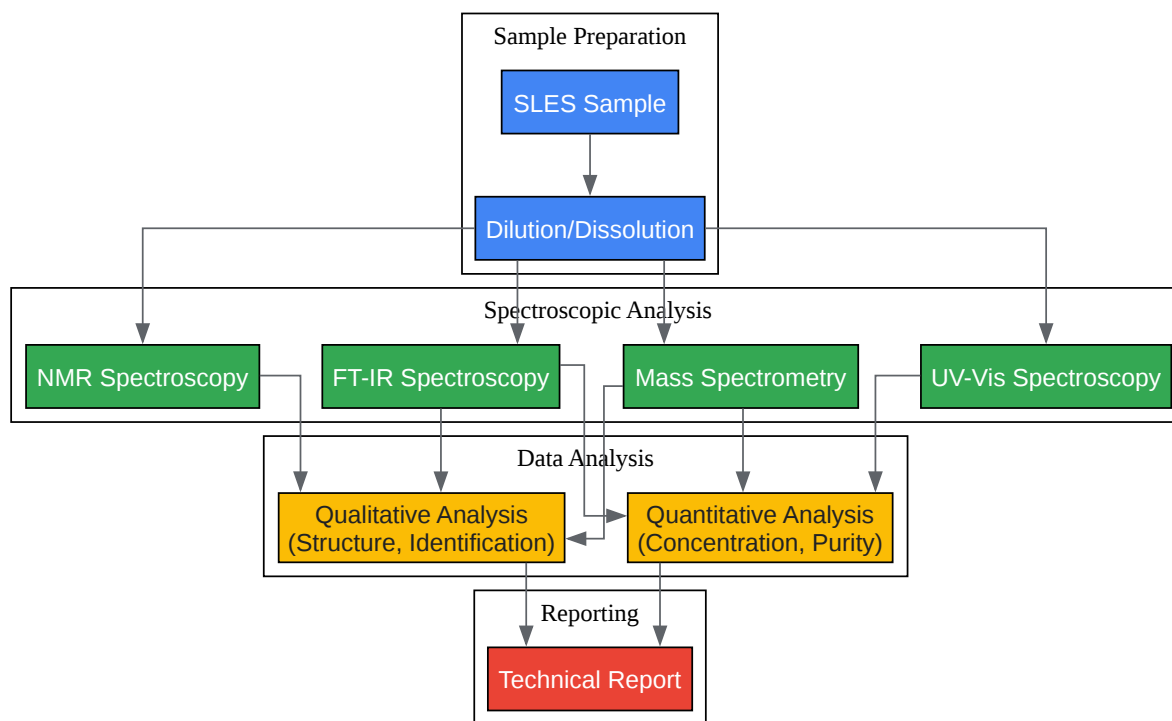 Sample Preparation
SLES Sample
Dilution/Dissolution
Spectroscopic Analysis
NMR Spectroscopy
FT-IR Spectroscopy
Mass Spectrometry
UV-Vis Spectroscopy
Data Analysis
Qualitative Analysis
(Structure, Identification)
Quantitative Analysis
(Concentration, Purity)
Reporting
Technical Report